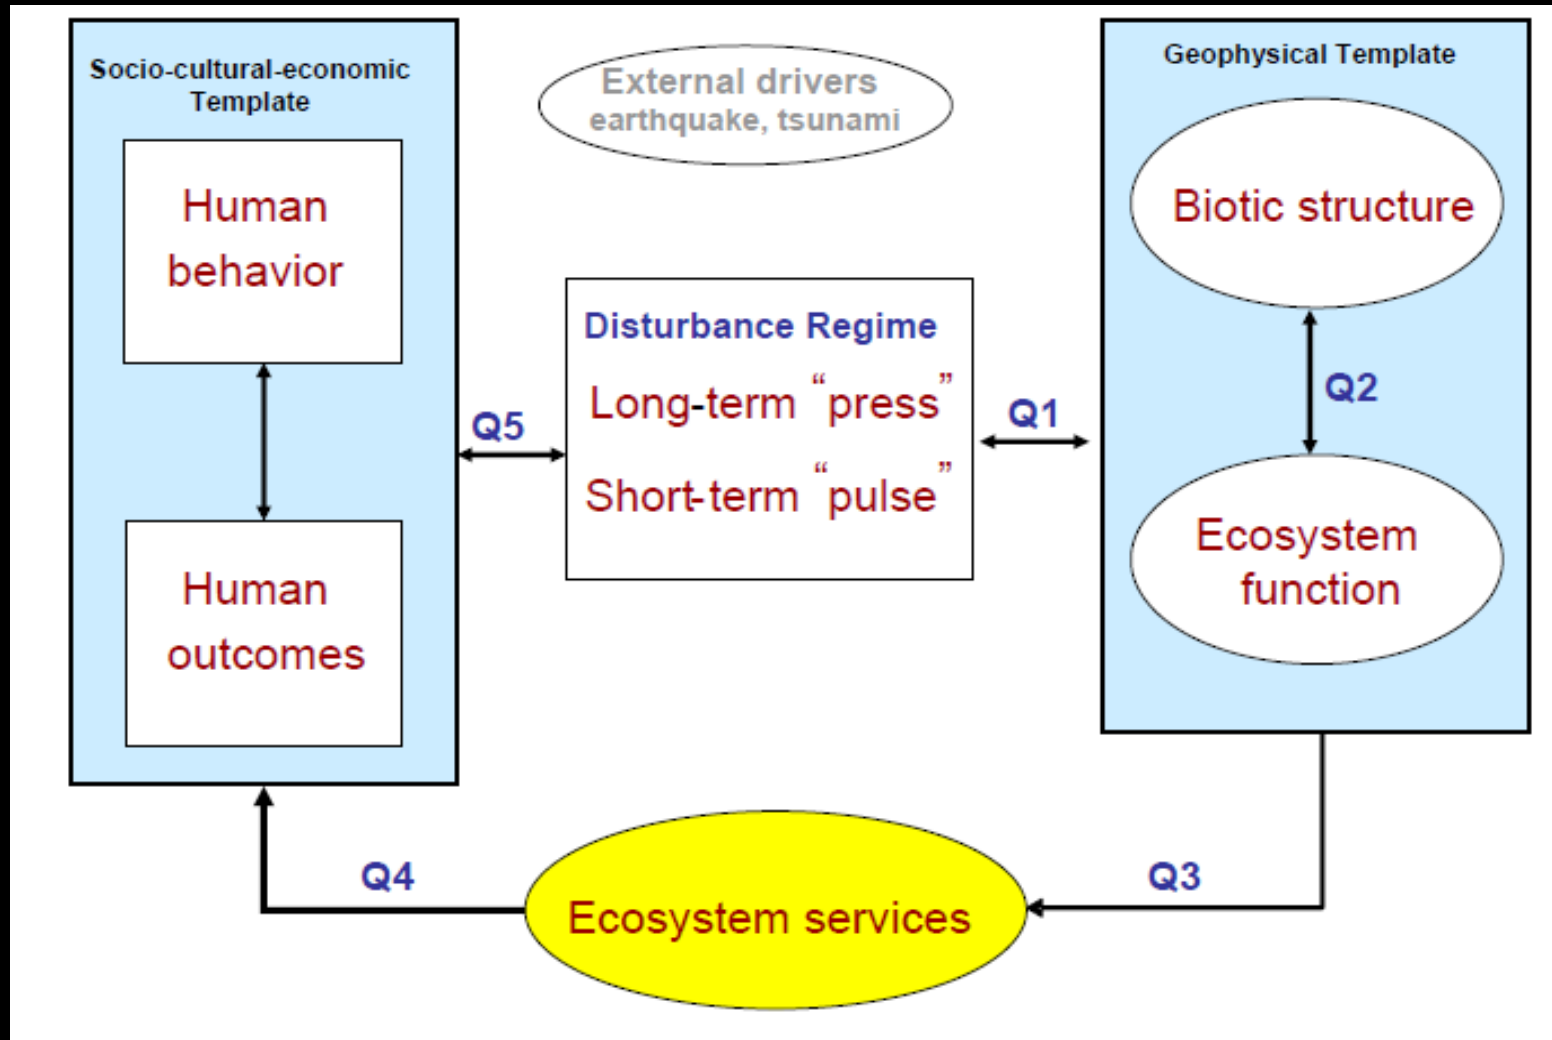 Socio-cultural-economic
Template
Human
behavior
Human
outcomes
External drivers
earthquake, tsunami
Disturbance Regime
Long-term “press”
Short-term “pulse”
Q5
Q1
Geophysical Template
Biotic structure
Q2
Ecosystem
function
Q4
Ecosystem services
Q3